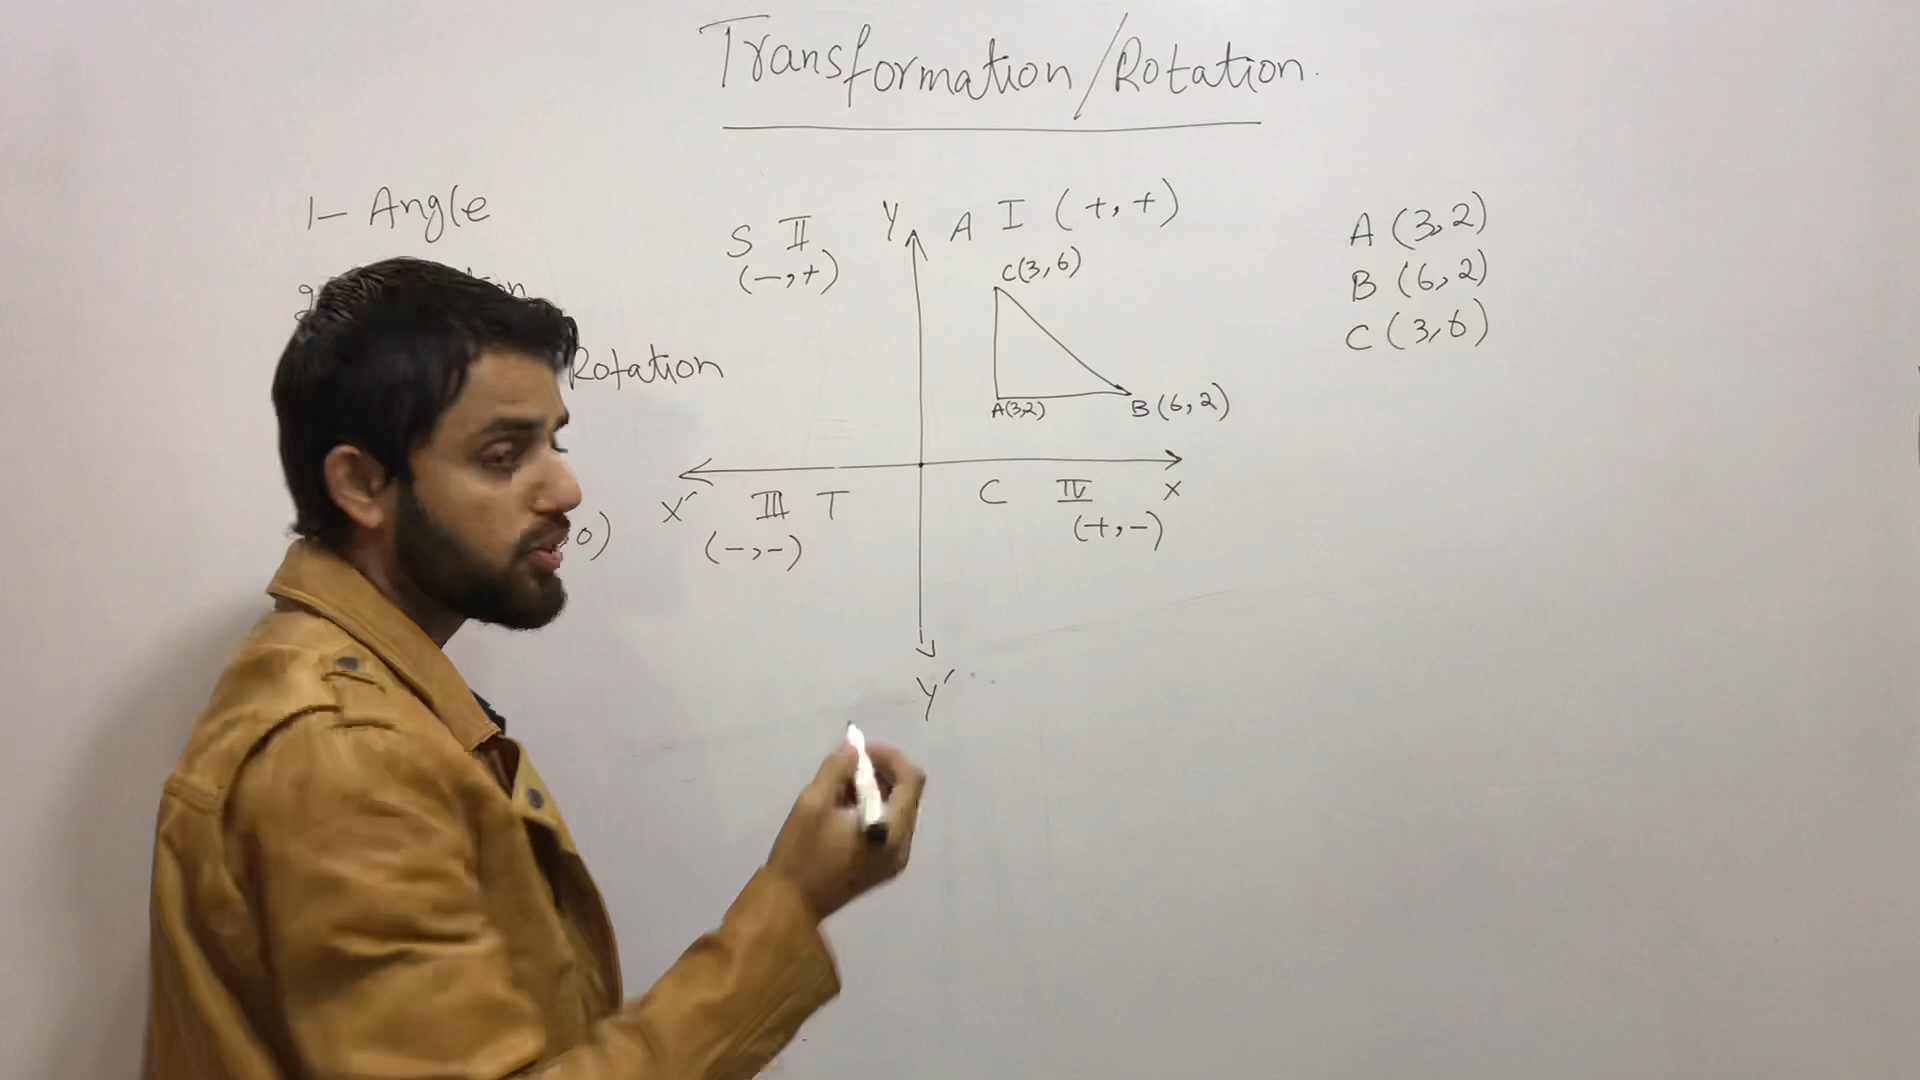 Transformation/Rotation.
1- Angle
Rotation
S II
(-,+)
Y
A I (+,+)
C(3,6)
A(3,2)
B(6,2)
X'
III T
(-,-)
C IV
X
(+,-)
Y'
A (3,2)
B (6,2)
C (3,6)